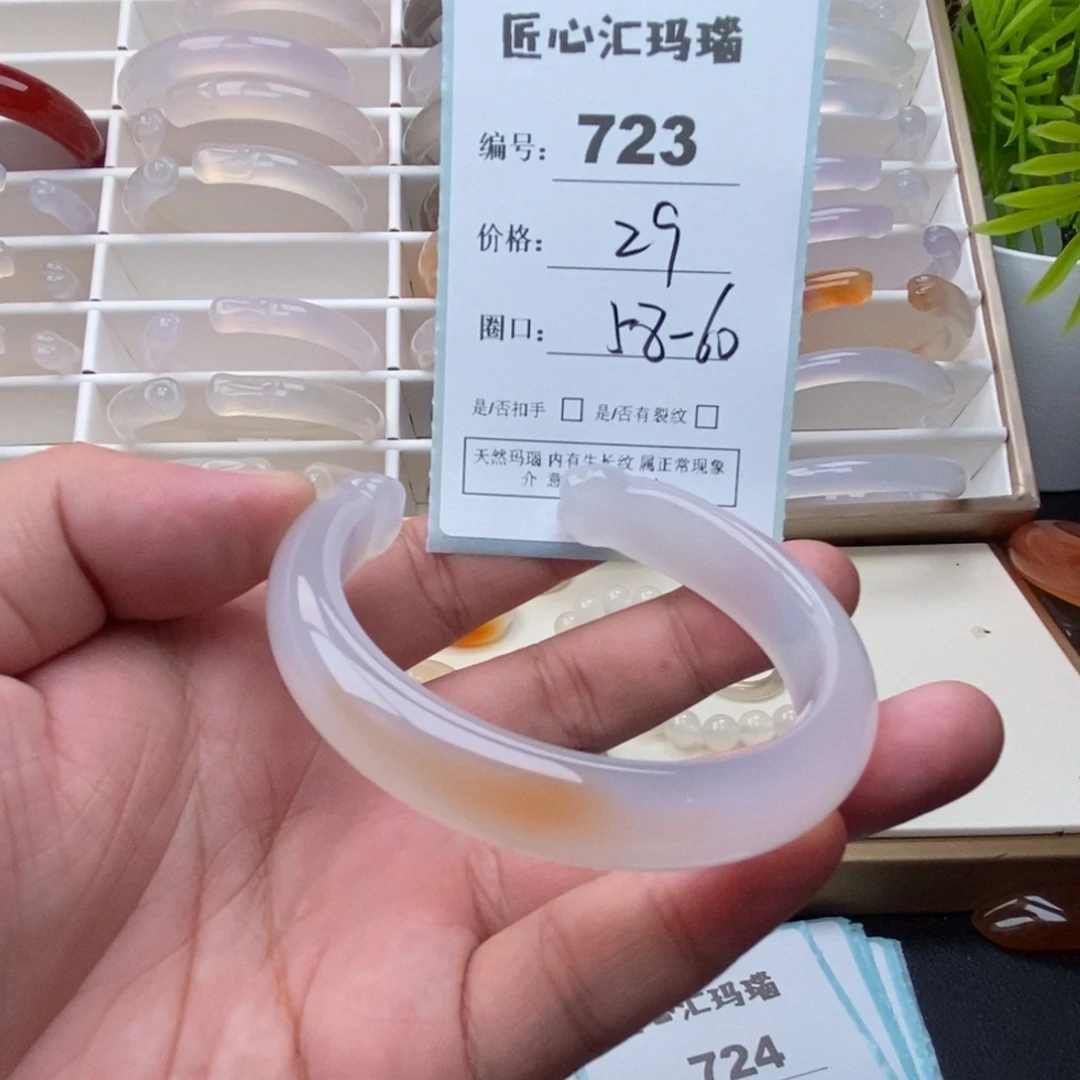 匠心汇玛瑙
编号： 723
价格： 29
圈口： 58-60
是/否扣手 □ 是/否有裂纹 □
天然玛瑙 内有生长纹 属正常现象
介 意
汇玛瑙
724